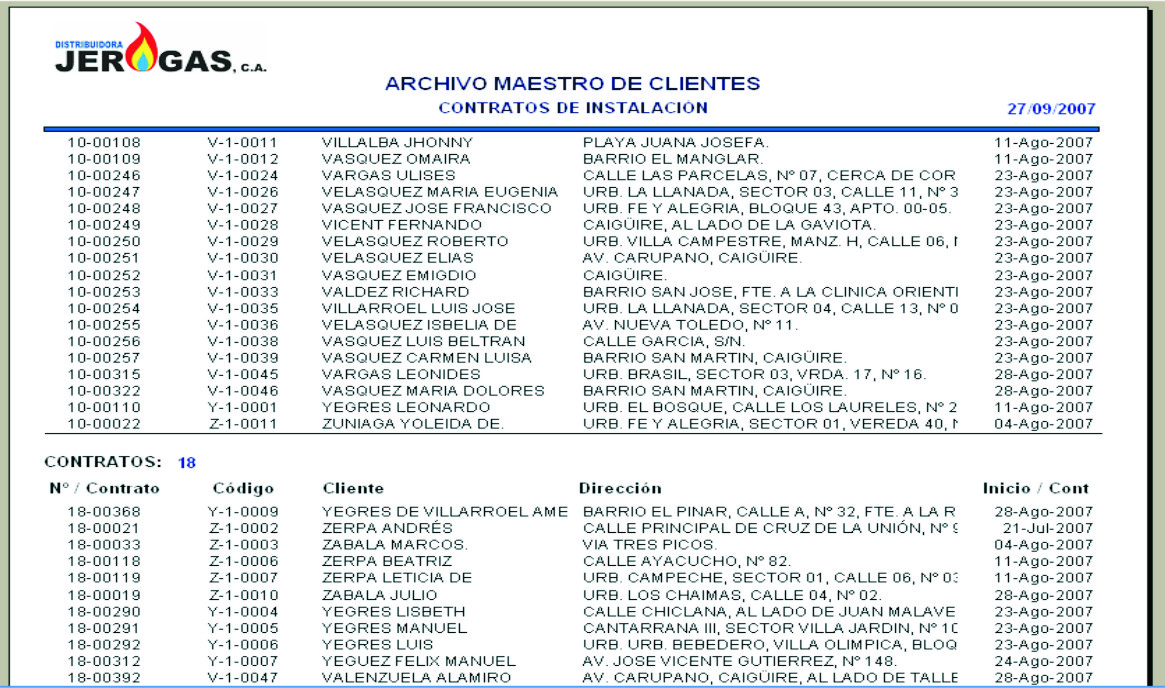 DISTRIBUIDORA
JEROGAS, C.A.
ARCHIVO MAESTRO DE CLIENTES
CONTRATOS DE INSTALACIÓN 27/09/2007
10-00108 V-1-0011 VILLALBA JHONNY PLAYA JUANA JOSEFA. 11-Ago-2007
10-00109 V-1-0012 VASQUEZ OMAIRA BARRIO EL MANGLAR. 11-Ago-2007
10-00246 V-1-0024 VARGAS ULISES CALLE LAS PARCELAS, Nº 07, CERCA DE COR 23-Ago-2007
10-00247 V-1-0026 VELASQUEZ MARIA EUGENIA URB. LA LLANADA, SECTOR 03, CALLE 11, Nº 3 23-Ago-2007
10-00248 V-1-0027 VASQUEZ JOSE FRANCISCO URB. FE Y ALEGRIA, BLOQUE 43, APTO. 00-05. 23-Ago-2007
10-00249 V-1-0028 VICENT FERNANDO CAIGÜIRE, AL LADO DE LA GAVIOTA. 23-Ago-2007
10-00250 V-1-0029 VELASQUEZ ROBERTO URB. VILLA CAMPESTRE, MANZ. H, CALLE 06, 23-Ago-2007
10-00251 V-1-0030 VELASQUEZ ELIAS AV. CARUPANO, CAIGÜIRE. 23-Ago-2007
10-00252 V-1-0031 VASQUEZ EMIGDIO CAIGÜIRE. 23-Ago-2007
10-00253 V-1-0033 VALDEZ RICHARD BARRIO SAN JOSE, FTE. A LA CLINICA ORIENTI 23-Ago-2007
10-00254 V-1-0035 VILLARROEL LUIS JOSE URB. LA LLANADA, SECTOR 04, CALLE 13, Nº 0 23-Ago-2007
10-00255 V-1-0036 VELASQUEZ ISBELIA DE AV. NUEVA TOLEDO, Nº 11. 23-Ago-2007
10-00256 V-1-0038 VASQUEZ LUIS BELTRAN CALLE GARCIA, S/N. 23-Ago-2007
10-00257 V-1-0039 VASQUEZ CARMEN LUISA BARRIO SAN MARTIN, CAIGÜIRE. 23-Ago-2007
10-00315 V-1-0045 VARGAS LEONIDES URB. BRASIL, SECTOR 03, VRDA. 17, Nº 16. 28-Ago-2007
10-00322 V-1-0046 VASQUEZ MARIA DOLORES BARRIO SAN MARTIN, CAIGÜIRE. 28-Ago-2007
10-00110 Y-1-0001 YEGRES LEONARDO URB. EL BOSQUE, CALLE LOS LAURELES, Nº 2 11-Ago-2007
10-00022 Z-1-0011 ZUNIAGA YOLEIDA DE. URB. FE Y ALEGRIA, SECTOR 01, VEREDA 40, 04-Ago-2007
CONTRATOS: 18
Nº / Contrato Código Cliente Dirección Inicio / Cont
18-00368 Y-1-0009 YEGRES DE VILLARROEL AME BARRIO EL PINAR, CALLE A, Nº 32, FTE. A LA R 28-Ago-2007
18-00021 Z-1-0002 ZERPA ANDRÉS CALLE PRINCIPAL DE CRUZ DE LA UNIÓN, Nº 21-Jul-2007
18-00033 Z-1-0003 ZABALA MARCOS. VIA TRES PICOS. 04-Ago-2007
18-00118 Z-1-0006 ZERPA BEATRIZ CALLE AYACUCHO, Nº 82. 11-Ago-2007
18-00119 Z-1-0007 ZERPA LETICIA DE URB. CAMPECHE, SECTOR 01, CALLE 06, Nº 11-Ago-2007
18-00019 Z-1-0010 ZABALA JULIO URB. LOS CHAIMAS, CALLE 04, Nº 02. 28-Ago-2007
18-00290 Y-1-0004 YEGRES LISBETH CALLE CHICLANA, AL LADO DE JUAN MALAVE 23-Ago-2007
18-00291 Y-1-0005 YEGRES MANUEL CANTARRANA III, SECTOR VILLA JARDIN, Nº 23-Ago-2007
18-00292 Y-1-0006 YEGRES LUIS URB. URB. BEBEDERO, VILLA OLIMPICA, BLOQ 23-Ago-2007
18-00312 Y-1-0007 YEGUEZ FELIX MANUEL AV. JOSE VICENTE GUTIERREZ, Nº 148. 24-Ago-2007
18-00392 V-1-0047 VALENZUELA ALAMIRO AV. CARUPANO, CAIGÜIRE, AL LADO DE TALLE 28-Ago-2007